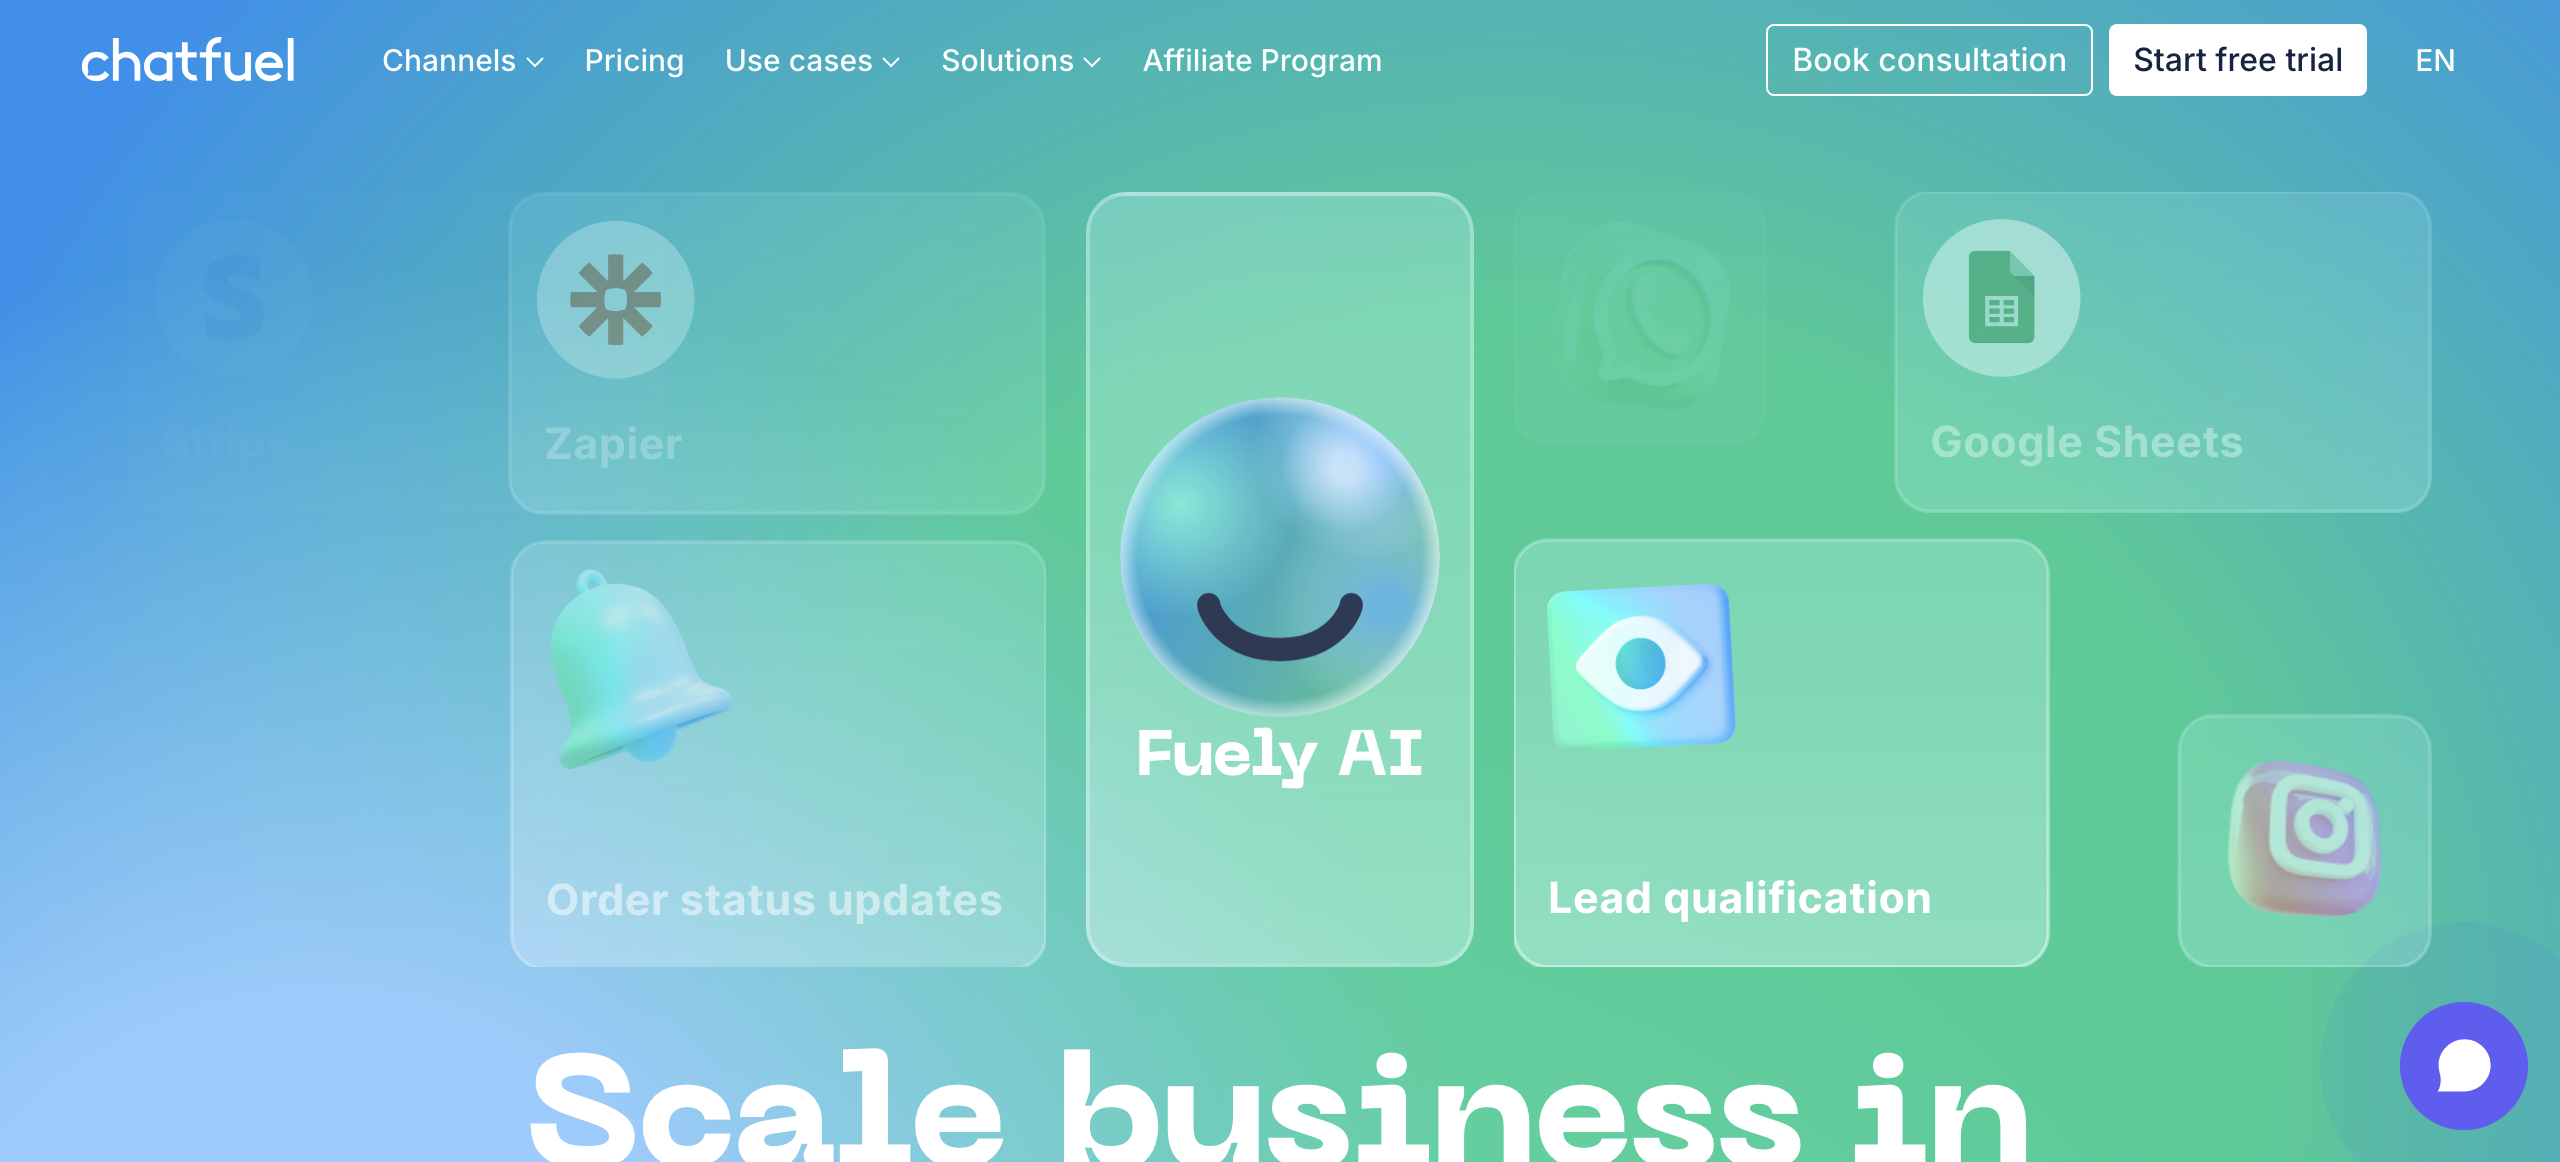 chatfuel
Channels
Pricing
Use cases
Solutions
Affiliate Program
Book consultation
Start free trial
EN
Stripe
Zapier
Google Sheets
Fuely AI
Order status updates
Lead qualification
Scale business in